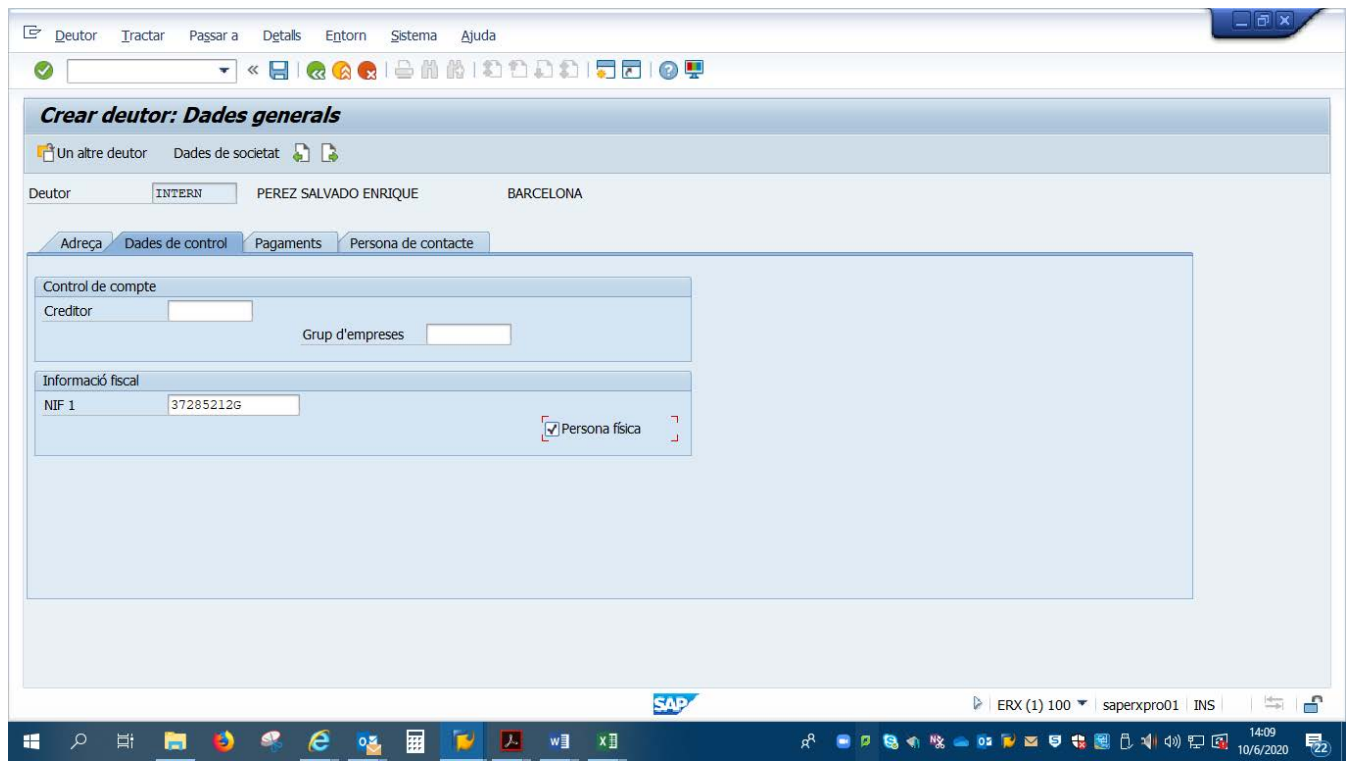 Deutor Tractar Passar a Detalls Entorn Sistema Ajuda
Crear deutor: Dades generals
Un altre deutor Dades de societat
Deutor INTERN PEREZ SALVADO ENRIQUE BARCELONA
Adreça Dades de control Pagaments Persona de contacte
Control de compte
Creditor
Grup d'empreses
Informació fiscal
NIF 1 37285212G
Persona física
SAP ERX (1) 100 saperxpro01 INS
14:09
10/6/2020
22